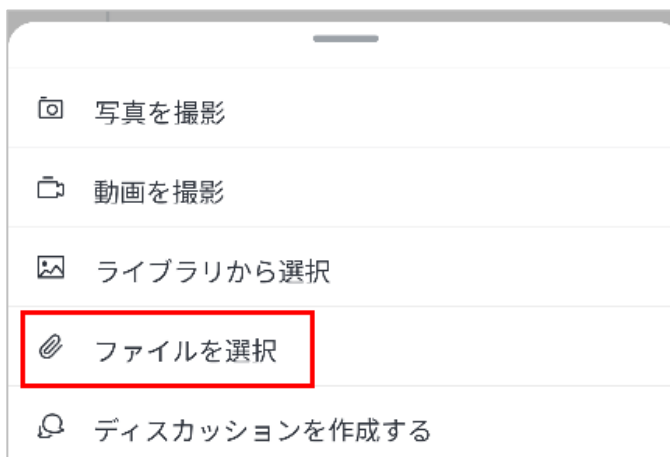 写真を撮影
動画を撮影
ライブラリから選択
ファイルを選択
ディスカッションを作成する